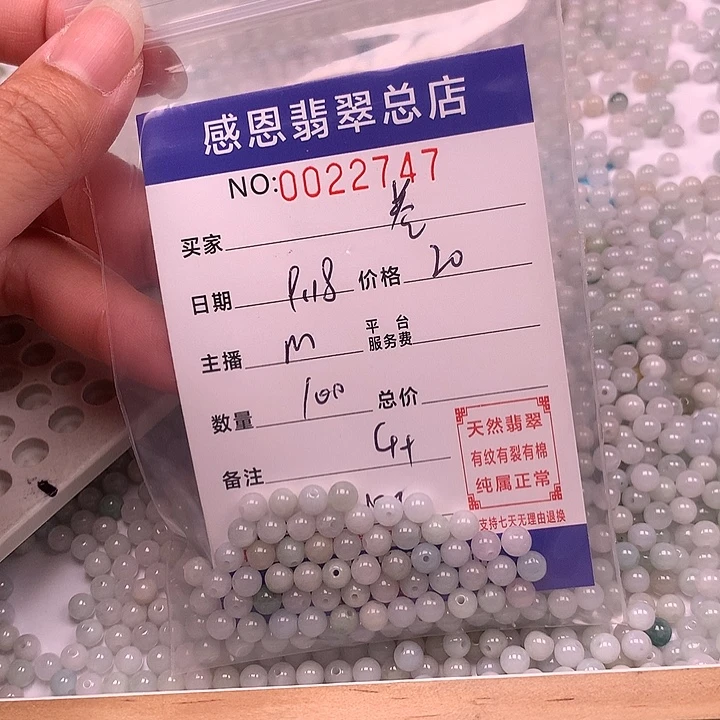 感恩翡翠总店
NO:0022747
买家
日期 9.18 价格 20
主播 M 平台服务费
数量 100 总价
备注 G+
天然翡翠
有纹有裂有棉
纯属正常
支持七天无理由退换